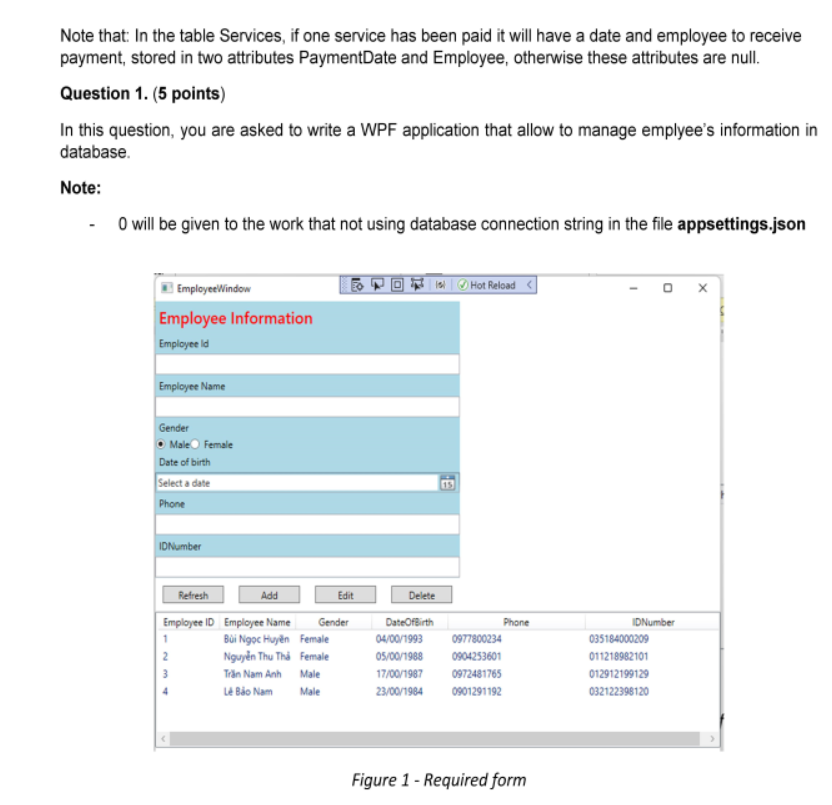 Note that: In the table Services, if one service has been paid it will have a date and employee to receive
payment, stored in two attributes PaymentDate and Employee, otherwise these attributes are null.
Question 1. (5 points)
In this question, you are asked to write a WPF application that allow to manage emplyee's information in
database.
Note:
- 0 will be given to the work that not using database connection string in the file appsettings.json
EmployeeWindow
Hot Reload
Employee Information
Employee Id
Employee Name
Gender
Male Female
Date of birth
Select a date 15
Phone
IDNumber
Refresh Add Edit Delete
Employee ID Employee Name Gender DateOfBirth Phone IDNumber
1 Bùi Ngọc Huyền Female 04/00/1993 0977800234 035184000209
2 Nguyễn Thu Thả Female 05/00/1988 0904253601 011218982101
3 Trần Nam Anh Male 17/00/1987 0972481765 012912199129
4 Lê Bảo Nam Male 23/00/1984 0901291192 032122398120
Figure 1 - Required form